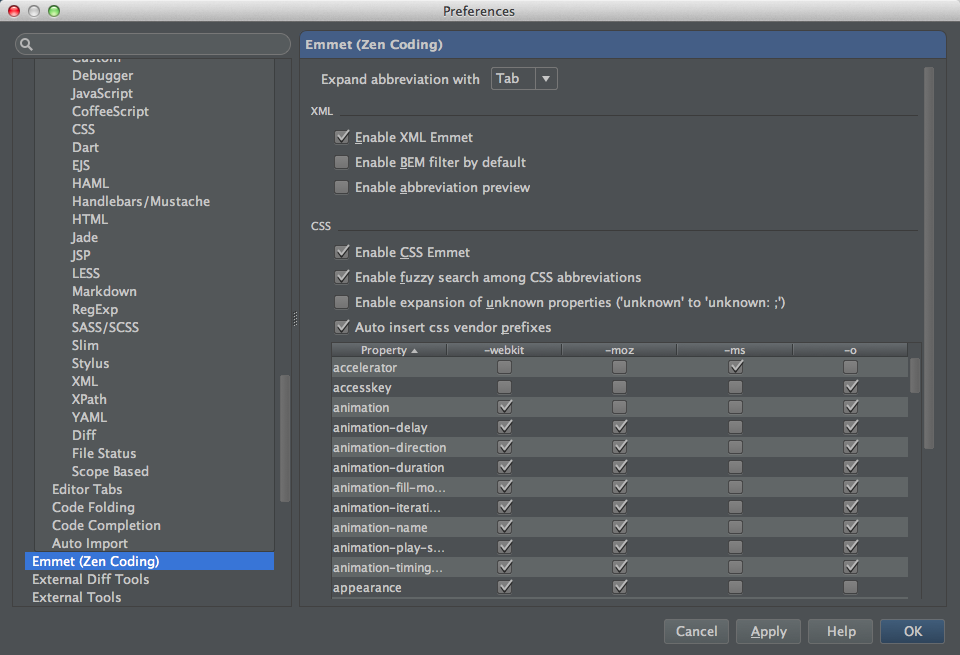 Preferences
Custom
Debugger
JavaScript
CoffeeScript
CSS
Dart
EJS
HAML
Handlebars/Mustache
HTML
Jade
JSP
LESS
Markdown
RegExp
SASS/SCSS
Slim
Stylus
XML
XPath
YAML
Diff
File Status
Scope Based
Editor Tabs
Code Folding
Code Completion
Auto Import
Emmet (Zen Coding)
External Diff Tools
External Tools
Emmet (Zen Coding)
Expand abbreviation with Tab
XML
Enable XML Emmet
Enable BEM filter by default
Enable abbreviation preview
CSS
Enable CSS Emmet
Enable fuzzy search among CSS abbreviations
Enable expansion of unknown properties ('unknown' to 'unknown: ;')
Auto insert css vendor prefixes
Property -webkit -moz -ms -o
accelerator
accesskey
animation
animation-delay
animation-direction
animation-duration
animation-fill-mo...
animation-iterati...
animation-name
animation-play-s...
animation-timing...
appearance
Cancel Apply Help OK